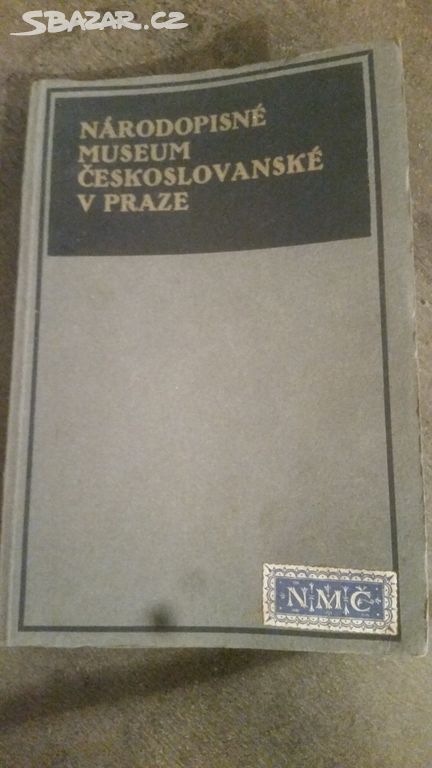 SBAZAR.CZ
NÁRODOPISNÉ
MUSEUM
ČESKOSLOVANSKÉ
V PRAZE
NMČ